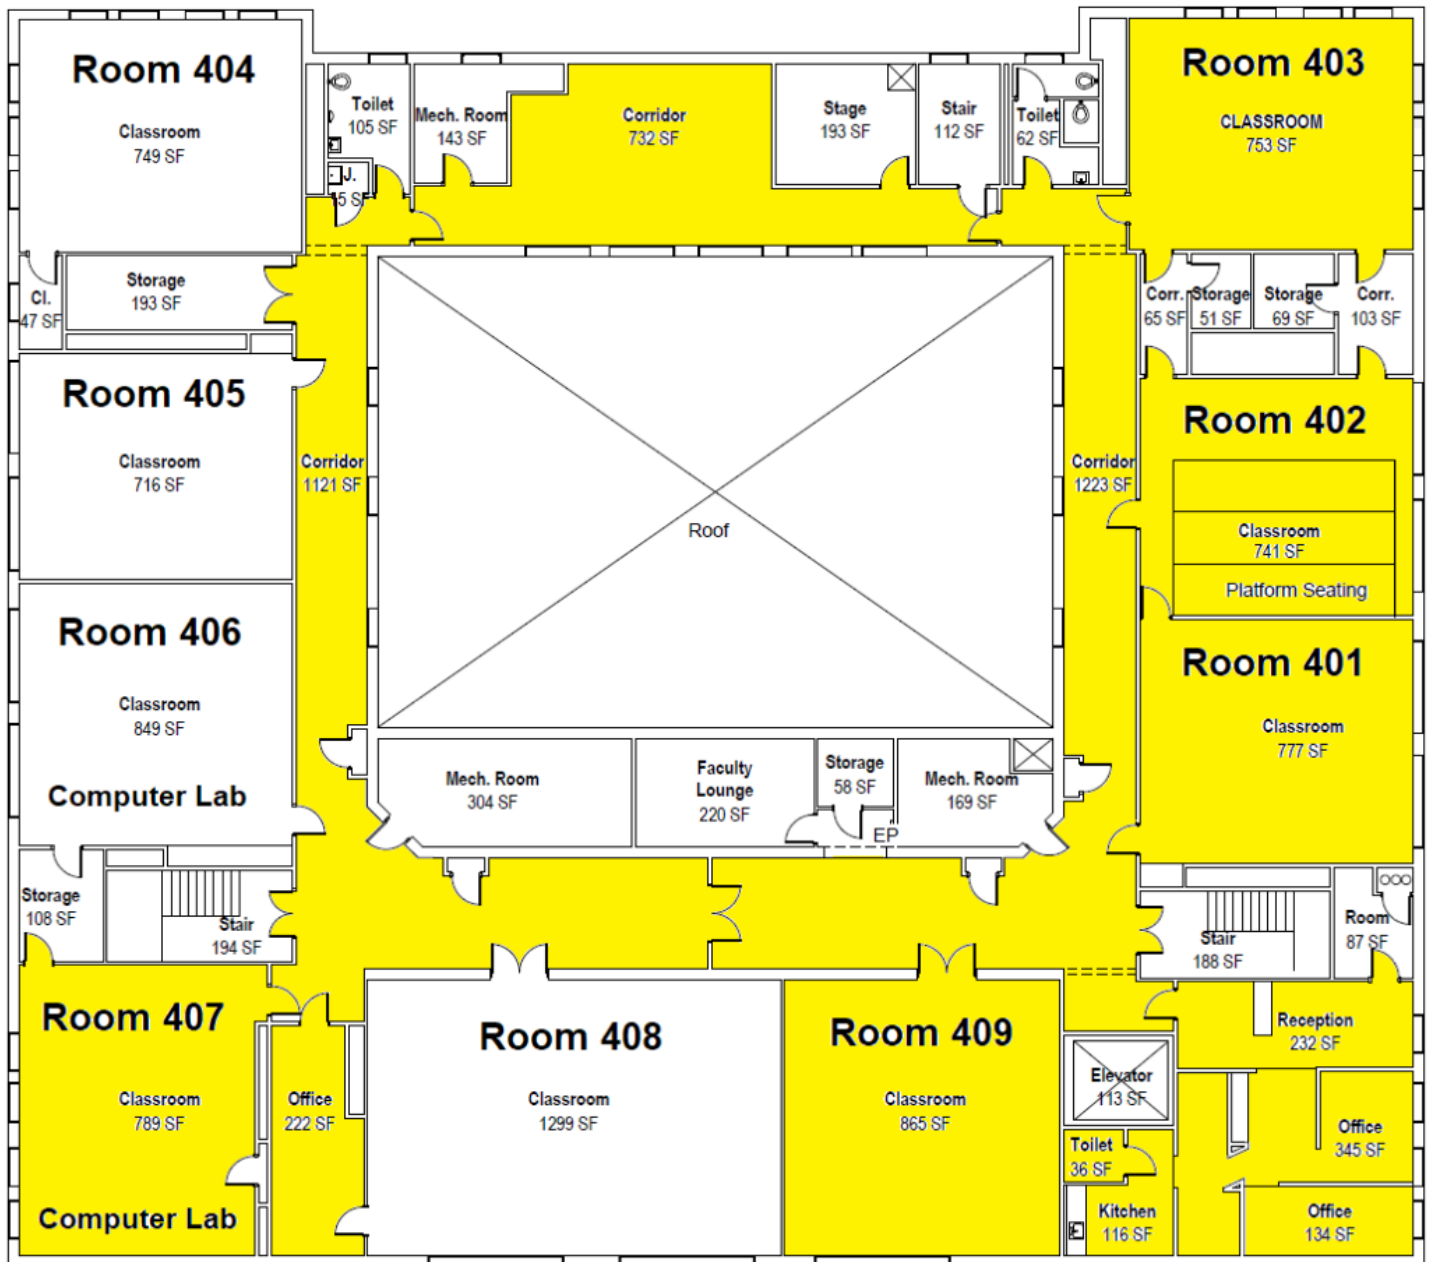 Room 404
Classroom
749 SF
Toilet
105 SF
J.
5 SF
Mech. Room
143 SF
Corridor
732 SF
Stage
193 SF
Stair
112 SF
Toilet
62 SF
Room 403
CLASSROOM
753 SF
Cl.
47 SF
Storage
193 SF
Corr.
65 SF
Storage
51 SF
Storage
69 SF
Corr.
103 SF
Room 405
Classroom
716 SF
Corridor
1121 SF
Roof
Corridor
1223 SF
Room 402
Classroom
741 SF
Platform Seating
Room 406
Classroom
849 SF
Computer Lab
Room 401
Classroom
777 SF
Mech. Room
304 SF
Faculty
Lounge
220 SF
Storage
58 SF
EP
Mech. Room
169 SF
Storage
108 SF
Stair
194 SF
Stair
188 SF
Room
87 SF
Room 407
Classroom
789 SF
Computer Lab
Office
222 SF
Room 408
Classroom
1299 SF
Room 409
Classroom
865 SF
Reception
232 SF
Elevator
113 SF
Toilet
36 SF
Kitchen
116 SF
Office
345 SF
Office
134 SF